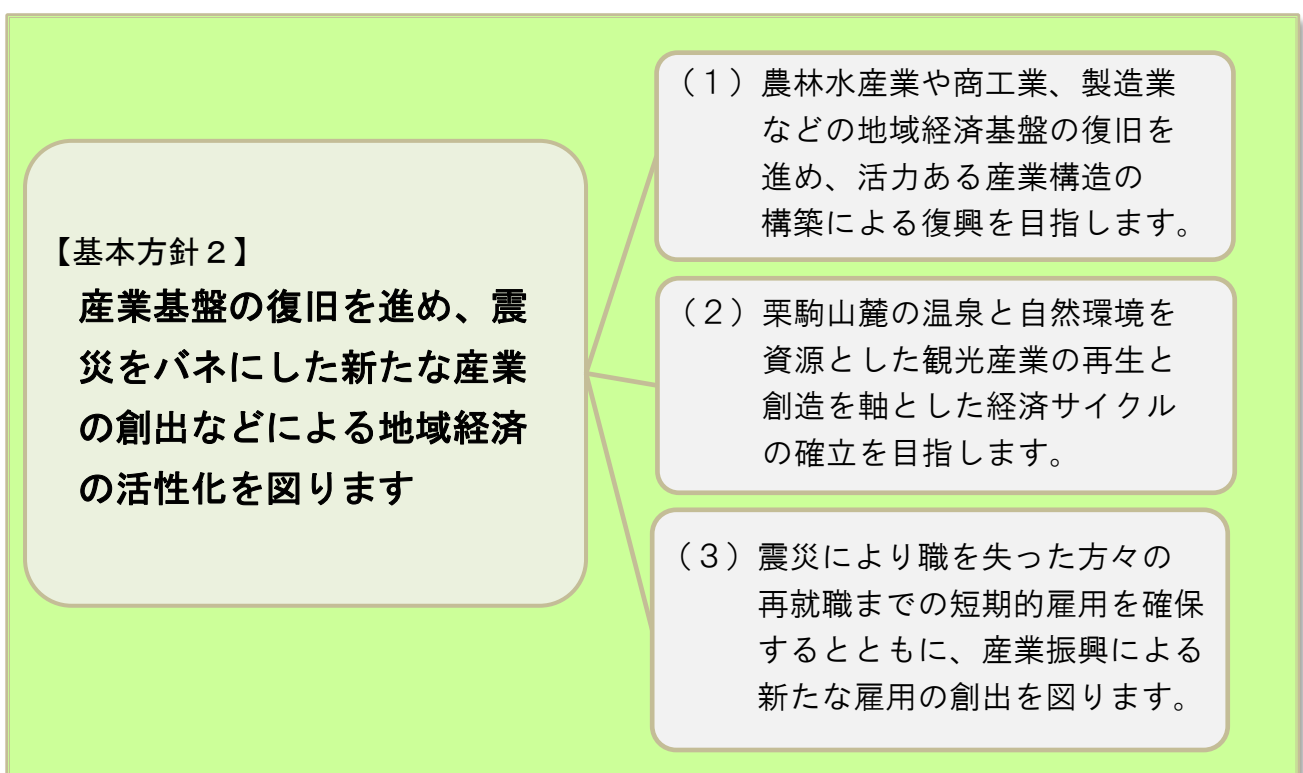 【基本方針２】
産業基盤の復旧を進め、震
災をバネにした新たな産業
の創出などによる地域経済
の活性化を図ります
（１）農林水産業や商工業、製造業
などの地域経済基盤の復旧を
進め、活力ある産業構造の
構築による復興を目指します。
（２）栗駒山麓の温泉と自然環境を
資源とした観光産業の再生と
創造を軸とした経済サイクル
の確立を目指します。
（３）震災により職を失った方々の
再就職までの短期的雇用を確保
するとともに、産業振興による
新たな雇用の創出を図ります。